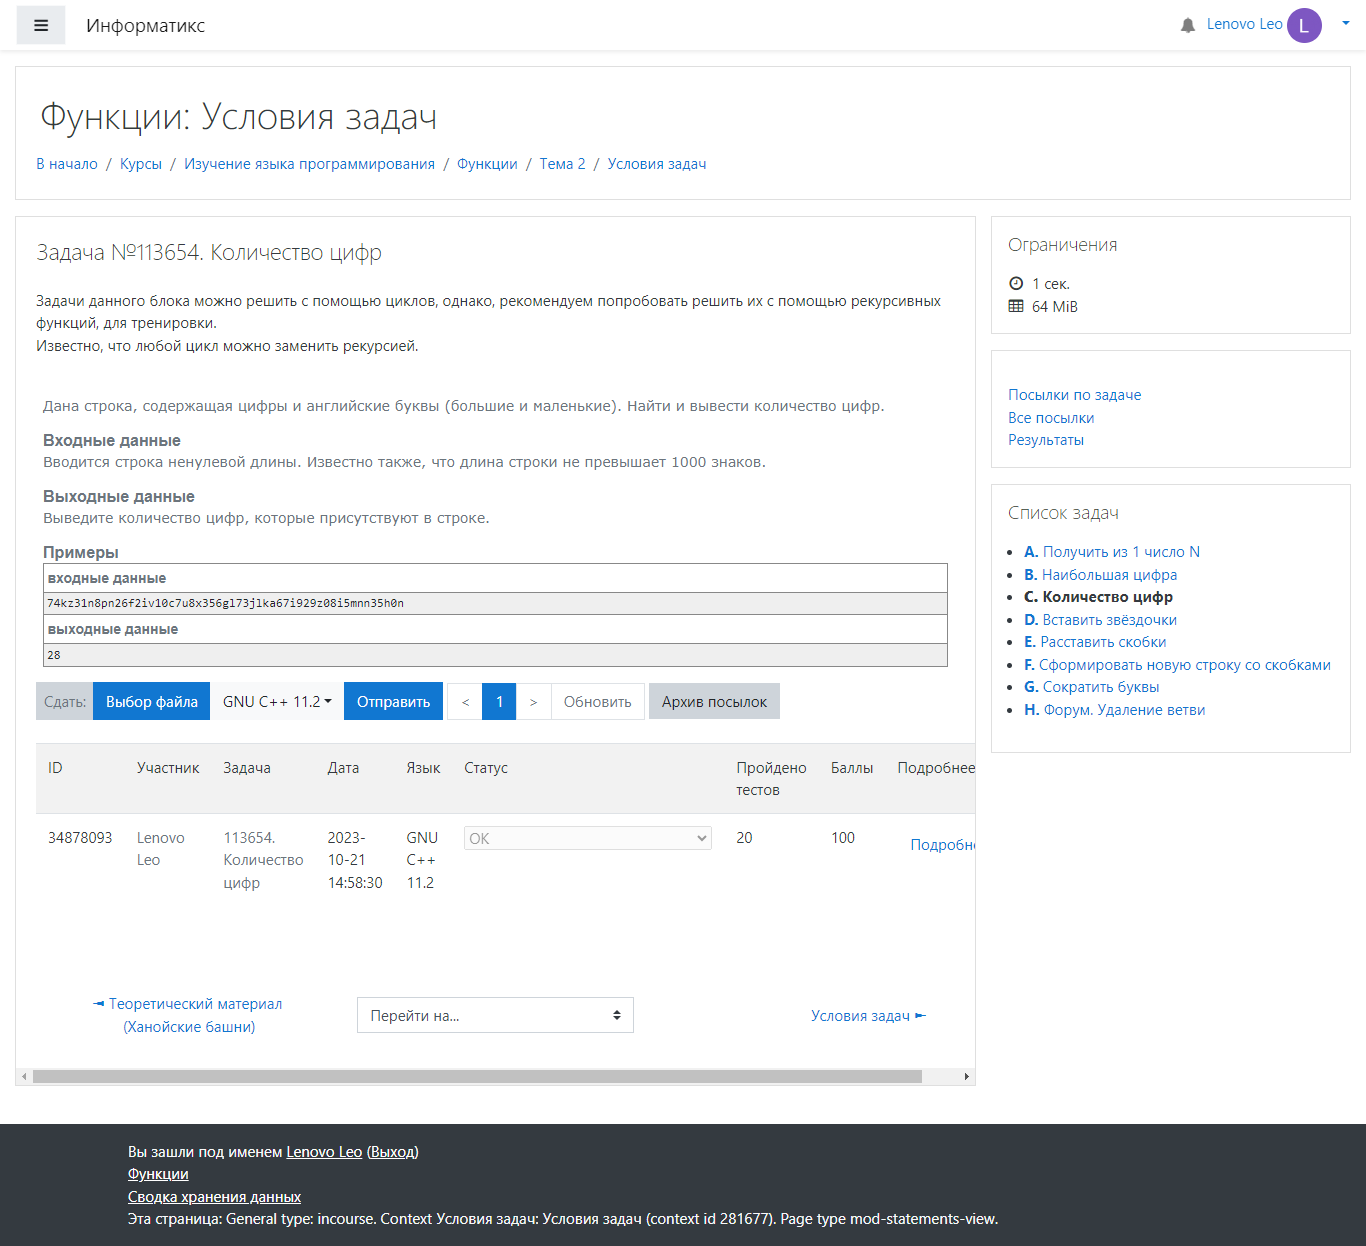 Информатикс
Lenovo Leo
L
Функции: Условия задач
В начало / Курсы / Изучение языка программирования / Функции / Тема 2 / Условия задач
Задача №113654. Количество цифр
Задачи данного блока можно решить с помощью циклов, однако, рекомендуем попробовать решить их с помощью рекурсивных
функций, для тренировки.
Известно, что любой цикл можно заменить рекурсией.
Дана строка, содержащая цифры и английские буквы (большие и маленькие). Найти и вывести количество цифр.
Входные данные
Вводится строка ненулевой длины. Известно также, что длина строки не превышает 1000 знаков.
Выходные данные
Выведите количество цифр, которые присутствуют в строке.
Примеры
входные данные
74kz31n8pn26f2iv10c7u8x356gl73jlka67i929z08i5mnn35h0n
выходные данные
28
Сдать: Выбор файла GNU C++ 11.2 Отправить < 1 > Обновить Архив посылок
ID Участник Задача Дата Язык Статус Пройдено Баллы Подробнее
тестов
34878093 Lenovo 113654. 2023- GNU OK 20 100 Подробн
Leo Количество 10-21 C++
цифр 14:58:30 11.2
◄ Теоретический материал
(Ханойские башни)
Перейти на...
Условия задач ►
Ограничения
1 сек.
64 MiB
Посылки по задаче
Все посылки
Результаты
Список задач
A. Получить из 1 число N
B. Наибольшая цифра
C. Количество цифр
D. Вставить звёздочки
E. Расставить скобки
F. Сформировать новую строку со скобками
G. Сократить буквы
H. Форум. Удаление ветви
Вы зашли под именем Lenovo Leo (Выход)
Функции
Сводка хранения данных
Эта страница: General type: incourse. Context Условия задач: Условия задач (context id 281677). Page type mod-statements-view.